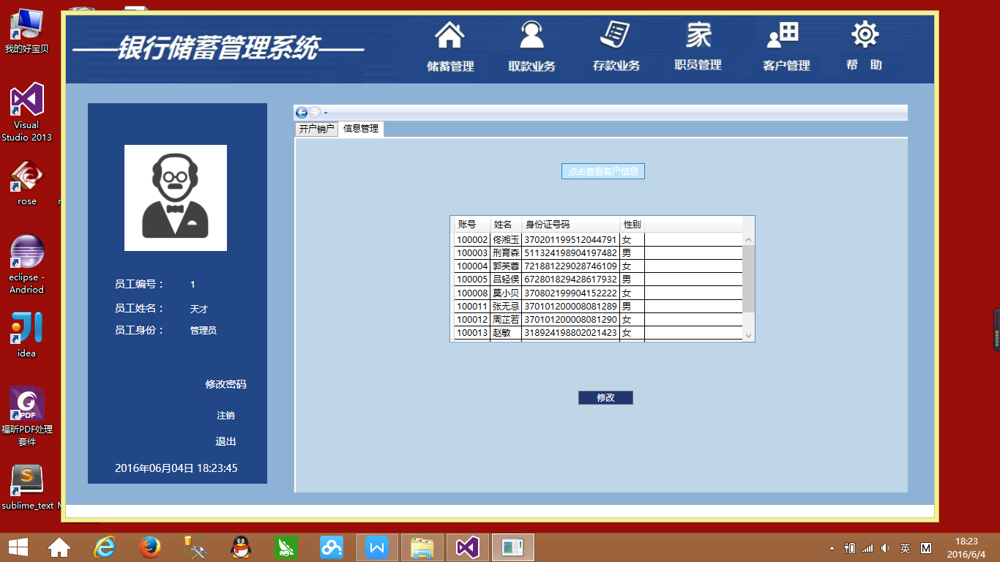 我的好宝贝
Visual
Studio 2013
rose
eclipse -
Andriod
idea
PDF
福昕PDF处理
套件
S
sublime_text
银行储蓄管理系统
储蓄管理
取款业务
存款业务
家
职员管理
客户管理
帮 助
员工编号: 1
员工姓名: 天才
员工身份: 管理员
修改密码
注销
退出
2016年06月04日 18:23:45
开户销户 信息管理
点击查看客户信息
账号 姓名 身份证号码 性别
100002 佟湘玉 370201199512044791 女
100003 刑育森 511324198904197482 男
100004 郭芙蓉 721881229028746109 女
100005 吕轻侯 672801829428617932 男
100008 莫小贝 370802199904152222 女
100011 张无忌 370101200008081289 男
100012 周芷若 370101200008081290 女
100013 赵敏 318924198802021423 女
修改
英
M
18:23
2016/6/4